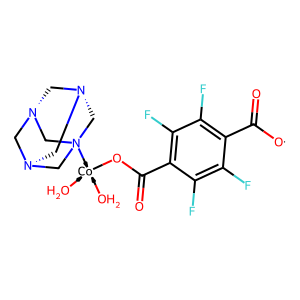 N F F O
N F
N N O Co O
H₂O OH₂ O F F
O·